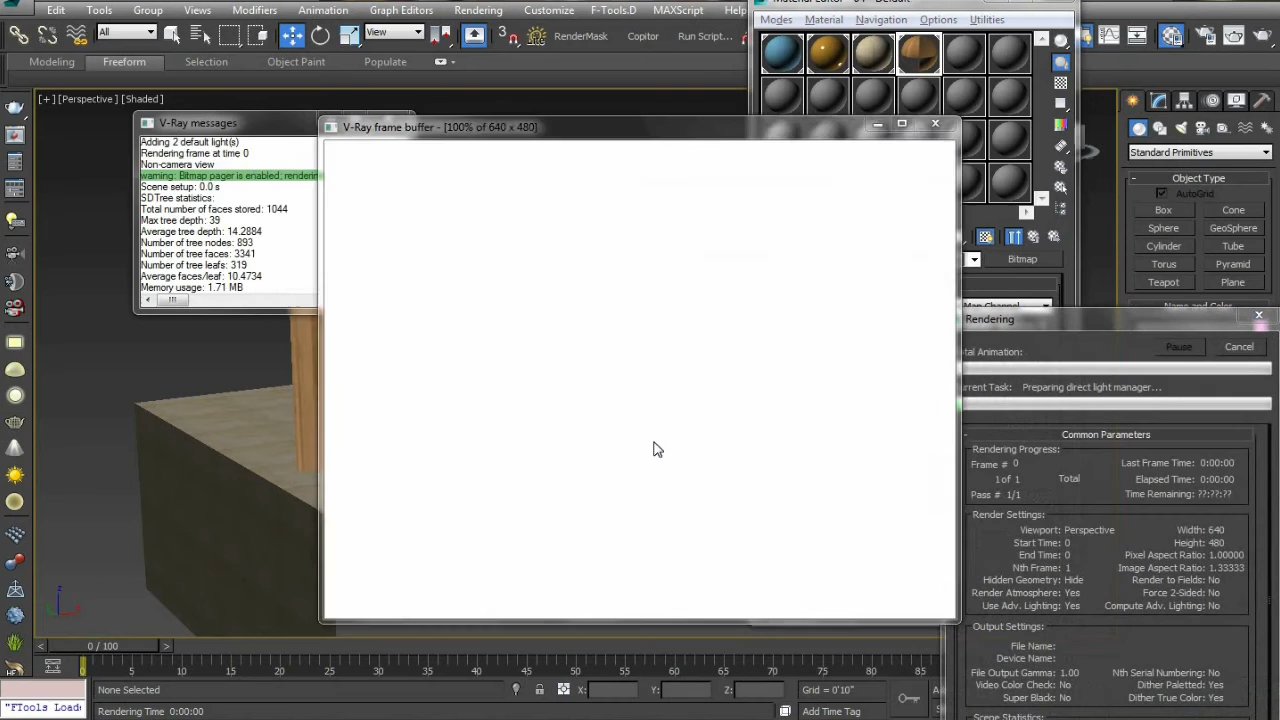 Edit Tools Group Views Modifiers Animation Graph Editors Rendering Customize F-Tools.D MAXScript Help
Modes Material Navigation Options Utilities
All
View
3
RenderMask Copitor Run Script...
Modeling Freeform Selection Object Paint Populate
[+] [Perspective] [Shaded]
V-Ray messages
V-Ray frame buffer - [100% of 640 x 480]
Adding 2 default light(s)
Rendering frame at time 0
Non-camera view
warning: Bitmap pager is enabled; renderin
Scene setup: 0.0 s
SDTree statistics:
Total number of faces stored: 1044
Max tree depth: 39
Average tree depth: 14.2884
Number of tree nodes: 893
Number of tree faces: 3341
Number of tree leafs: 319
Average faces/leaf: 10.4734
Memory usage: 1.71 MB
Standard Primitives
Object Type
AutoGrid
Box Cone
Sphere GeoSphere
Cylinder Tube
Torus Pyramid
Teapot Plane
Name and Color
Bitmap
Map Channel
Rendering
tal Animation:
Pause Cancel
rrent Task: Preparing direct light manager...
Common Parameters
Rendering Progress:
Frame # 0 Last Frame Time: 0:00:00
1 of 1 Total Elapsed Time: 0:00:00
Pass # 1/1 Time Remaining: ??:??:??
Render Settings:
Viewport: Perspective Width: 640
Start Time: 0 Height: 480
End Time: 0 Pixel Aspect Ratio: 1.00000
Nth Frame: 1 Image Aspect Ratio: 1.33333
Hidden Geometry: Hide Render to Fields: No
Render Atmosphere: Yes Force 2-Sided: No
Use Adv. Lighting: Yes Compute Adv. Lighting: No
Output Settings:
File Name:
Device Name:
File Output Gamma: 1.00 Nth Serial Numbering: No
Video Color Check: No Dither Paletted: Yes
Super Black: No Dither True Color: Yes
Scene Statistics:
z
0 / 100
0 5 10 15 20 25 30 35 40 45 50 55 60 65 70 75 80 85
None Selected X: Y: Z: Grid = 0'10"
"FTools Load Rendering Time 0:00:00 Add Time Tag